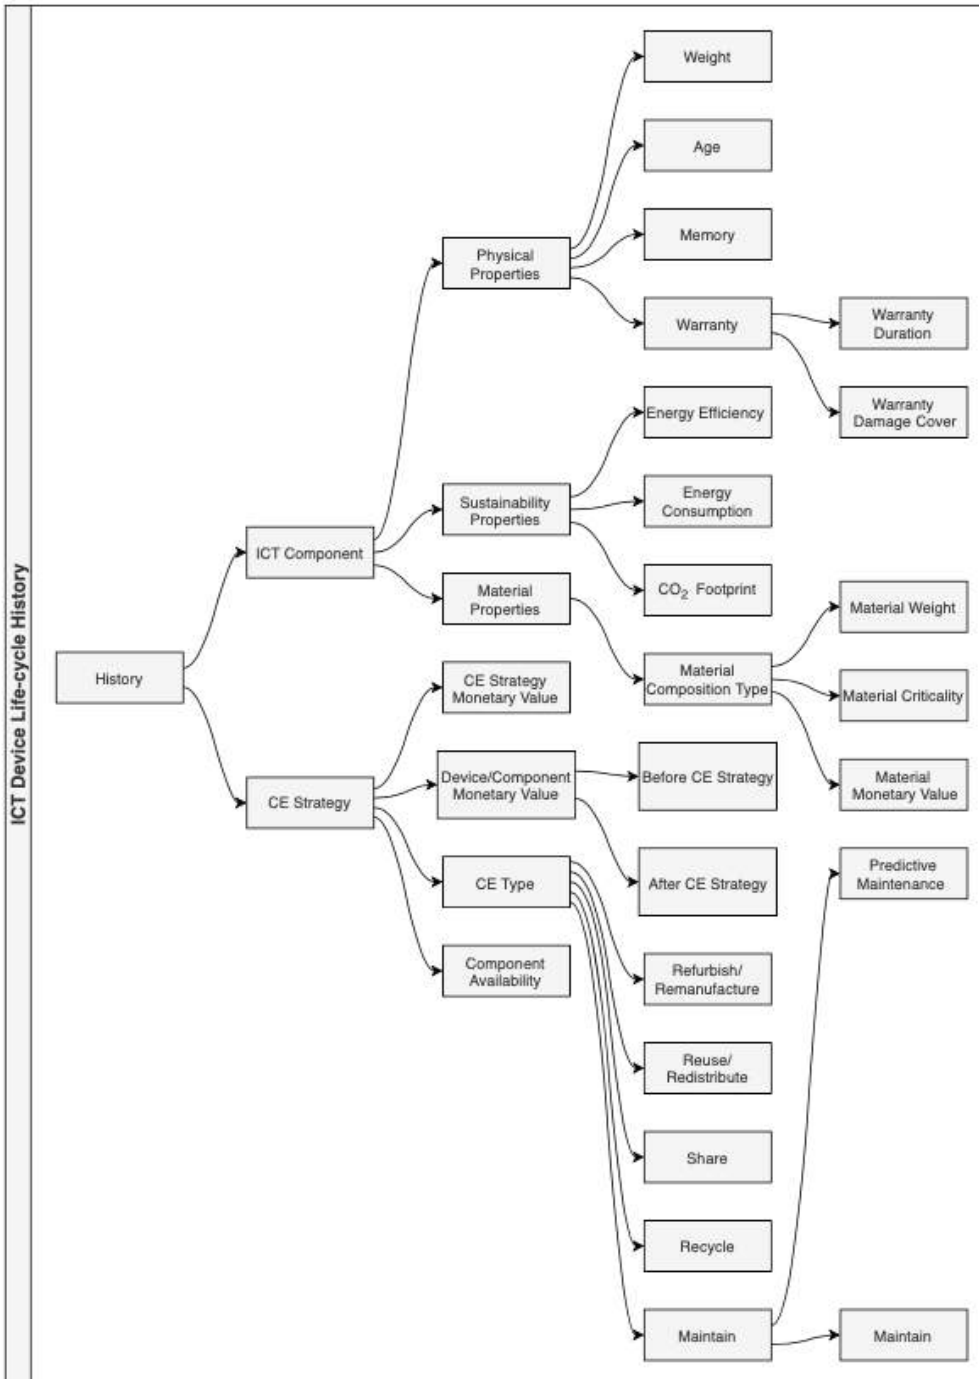 ICT Device Life-cycle History
History
ICT Component
CE Strategy
Physical
Properties
Sustainability
Properties
Material
Properties
CE Strategy
Monetary Value
Device/Component
Monetary Value
CE Type
Component
Availability
Weight
Age
Memory
Warranty
Energy Efficiency
Energy
Consumption
CO2 Footprint
Material
Composition Type
Before CE Strategy
After CE Strategy
Refurbish/
Remanufacture
Reuse/
Redistribute
Share
Recycle
Maintain
Warranty
Duration
Warranty
Damage Cover
Material Weight
Material Criticality
Material
Monetary Value
Predictive
Maintenance
Maintain